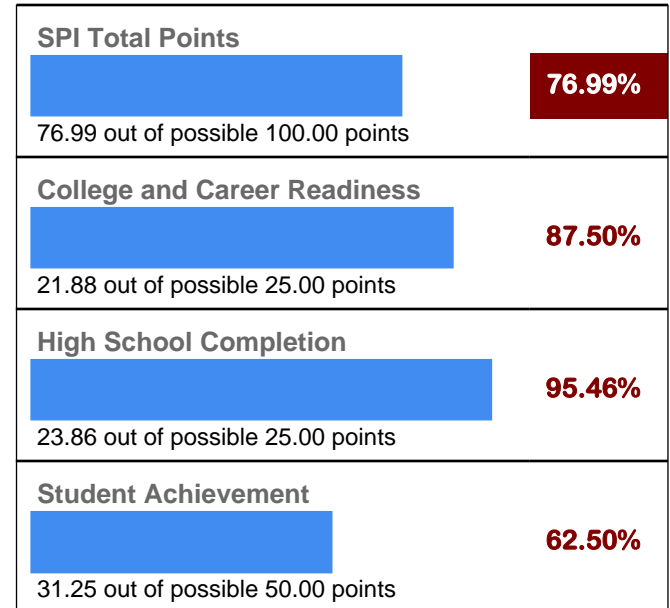 SPI Total Points
76.99%
76.99 out of possible 100.00 points
College and Career Readiness
87.50%
21.88 out of possible 25.00 points
High School Completion
95.46%
23.86 out of possible 25.00 points
Student Achievement
62.50%
31.25 out of possible 50.00 points